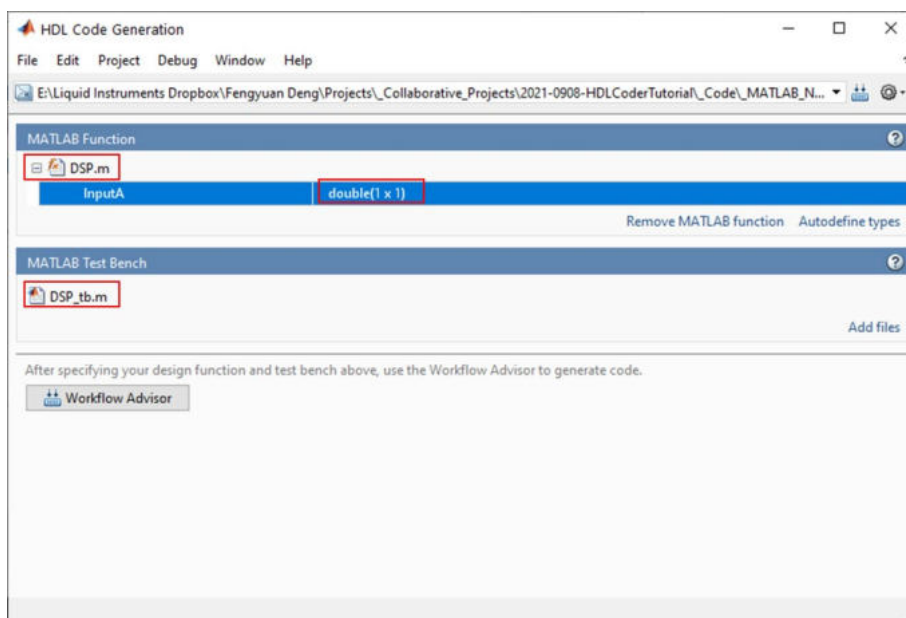 HDL Code Generation
File Edit Project Debug Window Help
E:\Liquid Instruments Dropbox\Fengyuan Deng\Projects\_Collaborative_Projects\2021-0908-HDLCoderTutorial\_Code\_MATLAB_N...
MATLAB Function
DSP.m
InputA double(1 x 1)
Remove MATLAB function Autodefine types
MATLAB Test Bench
DSP_tb.m
Add files
After specifying your design function and test bench above, use the Workflow Advisor to generate code.
Workflow Advisor